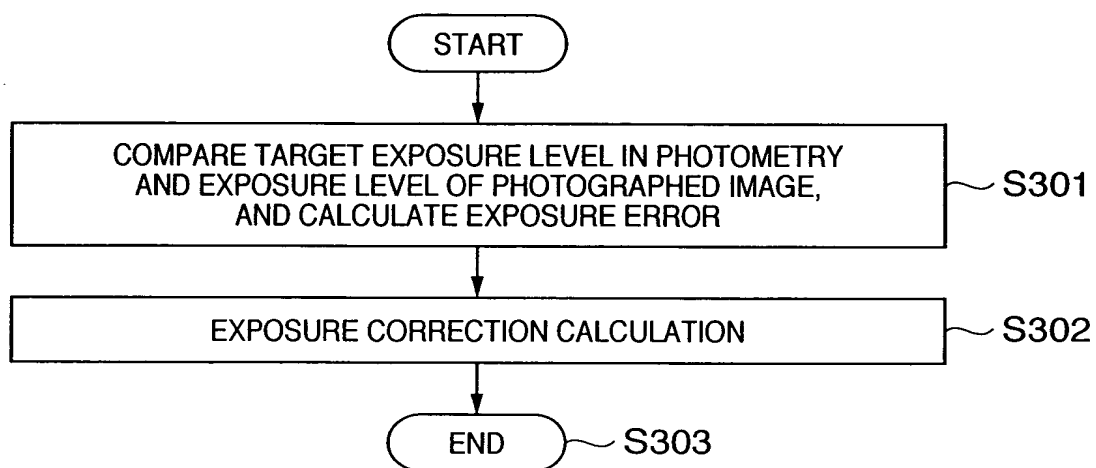 START
COMPARE TARGET EXPOSURE LEVEL IN PHOTOMETRY
AND EXPOSURE LEVEL OF PHOTOGRAPHED IMAGE,
AND CALCULATE EXPOSURE ERROR
S301
EXPOSURE CORRECTION CALCULATION
S302
END
S303